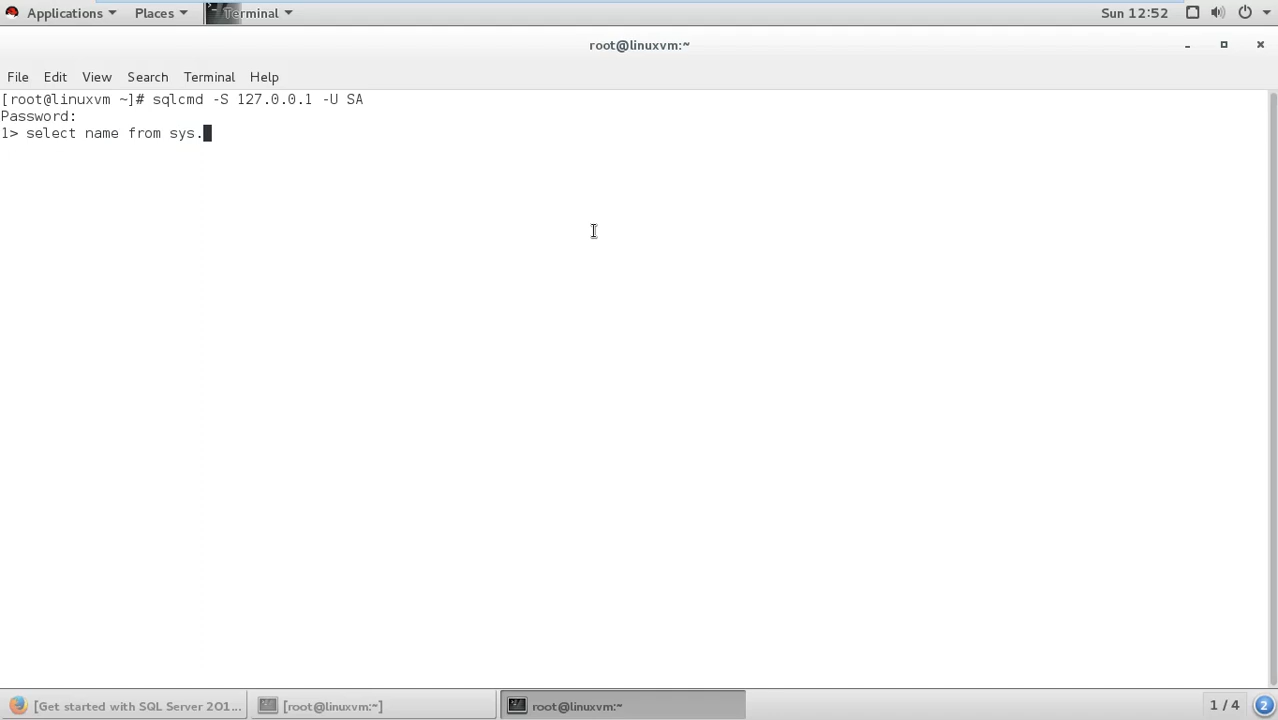 Applications Places Terminal Sun 12:52
root@linuxvm:~
File Edit View Search Terminal Help
[root@linuxvm ~]# sqlcmd -S 127.0.0.1 -U SA
Password:
1> select name from sys.
[Get started with SQL Server 201... [root@linuxvm:~] root@linuxvm:~ 1 / 4 2